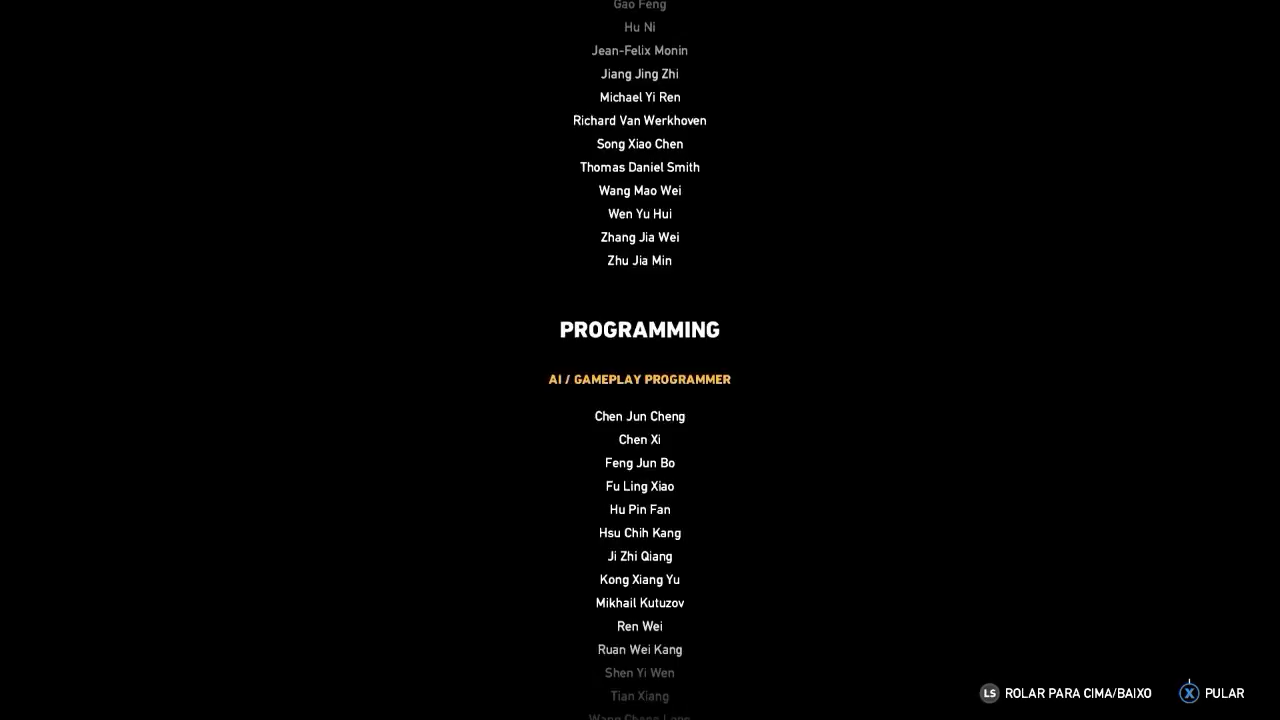 Gao Feng
Hu Ni
Jean-Felix Monin
Jiang Jing Zhi
Michael Yi Ren
Richard Van Werkhoven
Song Xiao Chen
Thomas Daniel Smith
Wang Mao Wei
Wen Yu Hui
Zhang Jia Wei
Zhu Jia Min
PROGRAMMING
AI / GAMEPLAY PROGRAMMER
Chen Jun Cheng
Chen Xi
Feng Jun Bo
Fu Ling Xiao
Hu Pin Fan
Hsu Chih Kang
Ji Zhi Qiang
Kong Xiang Yu
Mikhail Kutuzov
Ren Wei
Ruan Wei Kang
Shen Yi Wen
Tian Xiang
LS ROLAR PARA CIMA/BAIXO
X PULAR